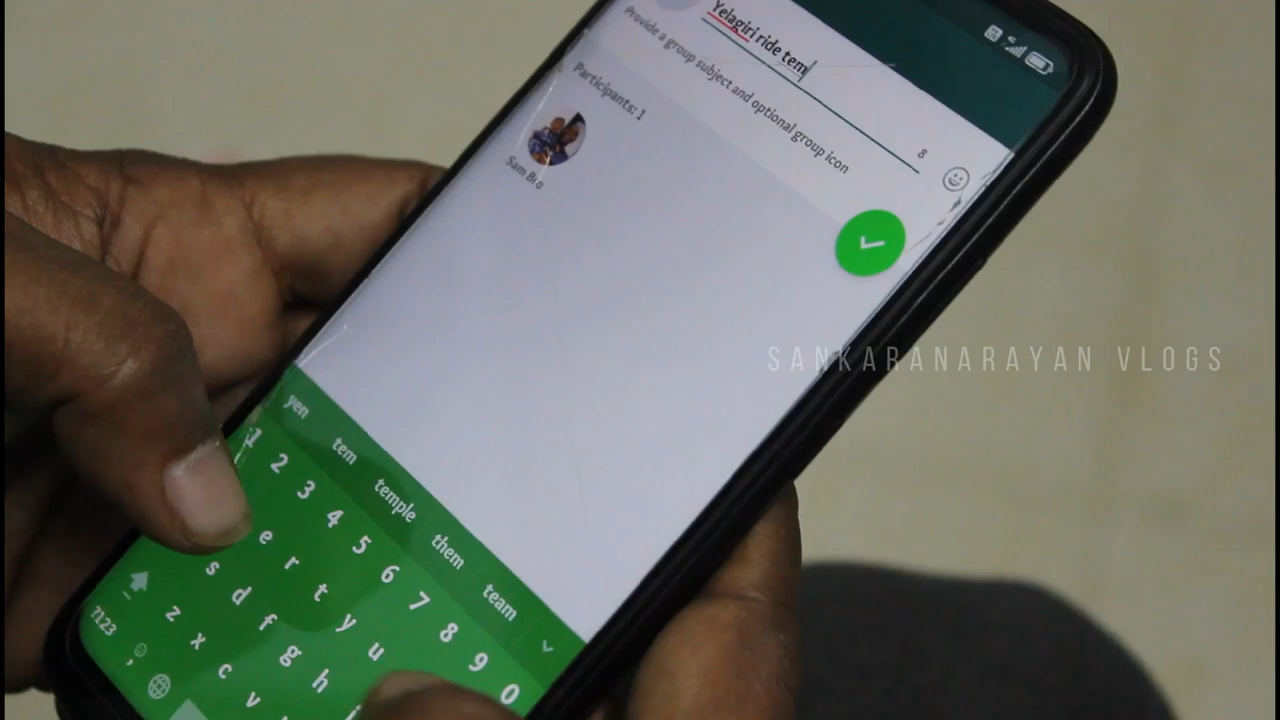 Yelagiri ride tem
8
Provide a group subject and optional group icon
Participants: 1
Sam Bro
SANKARANARAYAN VLOGS
yen tem temple them team
1 2 3 4 5 6 7 8 9 0
e r t y u
s d f g h
z x c v
?123 ,